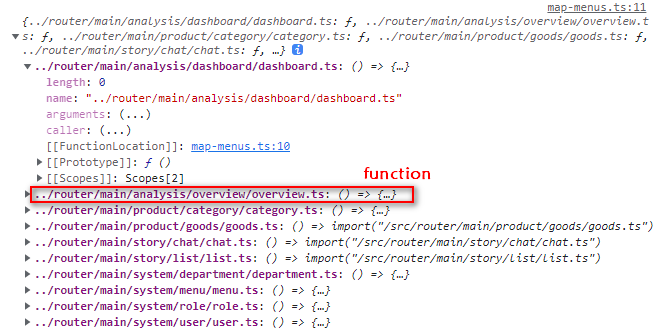 map-menus.ts:11
{../router/main/analysis/dashboard/dashboard.ts: ƒ, ../router/main/analysis/overview/overview.t
s: ƒ, ../router/main/product/category/category.ts: ƒ, ../router/main/product/goods/goods.ts: ƒ,
../router/main/story/chat/chat.ts: ƒ, …} i
../router/main/analysis/dashboard/dashboard.ts: () => {…}
length: 0
name: "../router/main/analysis/dashboard/dashboard.ts"
arguments: (...)
caller: (...)
[[FunctionLocation]]: map-menus.ts:10
[[Prototype]]: ƒ ()
[[Scopes]]: Scopes[2]
function
../router/main/analysis/overview/overview.ts: () => {…}
../router/main/product/category/category.ts: () => {…}
../router/main/product/goods/goods.ts: () => import("/src/router/main/product/goods/goods.ts")
../router/main/story/chat/chat.ts: () => import("/src/router/main/story/chat/chat.ts")
../router/main/story/list/list.ts: () => import("/src/router/main/story/list/list.ts")
../router/main/system/department/department.ts: () => {…}
../router/main/system/menu/menu.ts: () => {…}
../router/main/system/role/role.ts: () => {…}
../router/main/system/user/user.ts: () => {…}